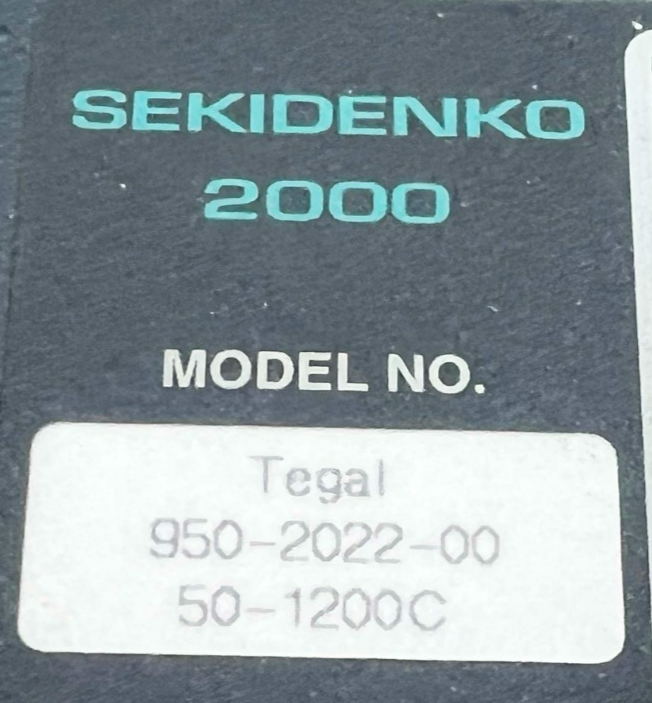 SEKIDENKO
2000
MODEL NO.
Tegal
950-2022-00
50-1200C